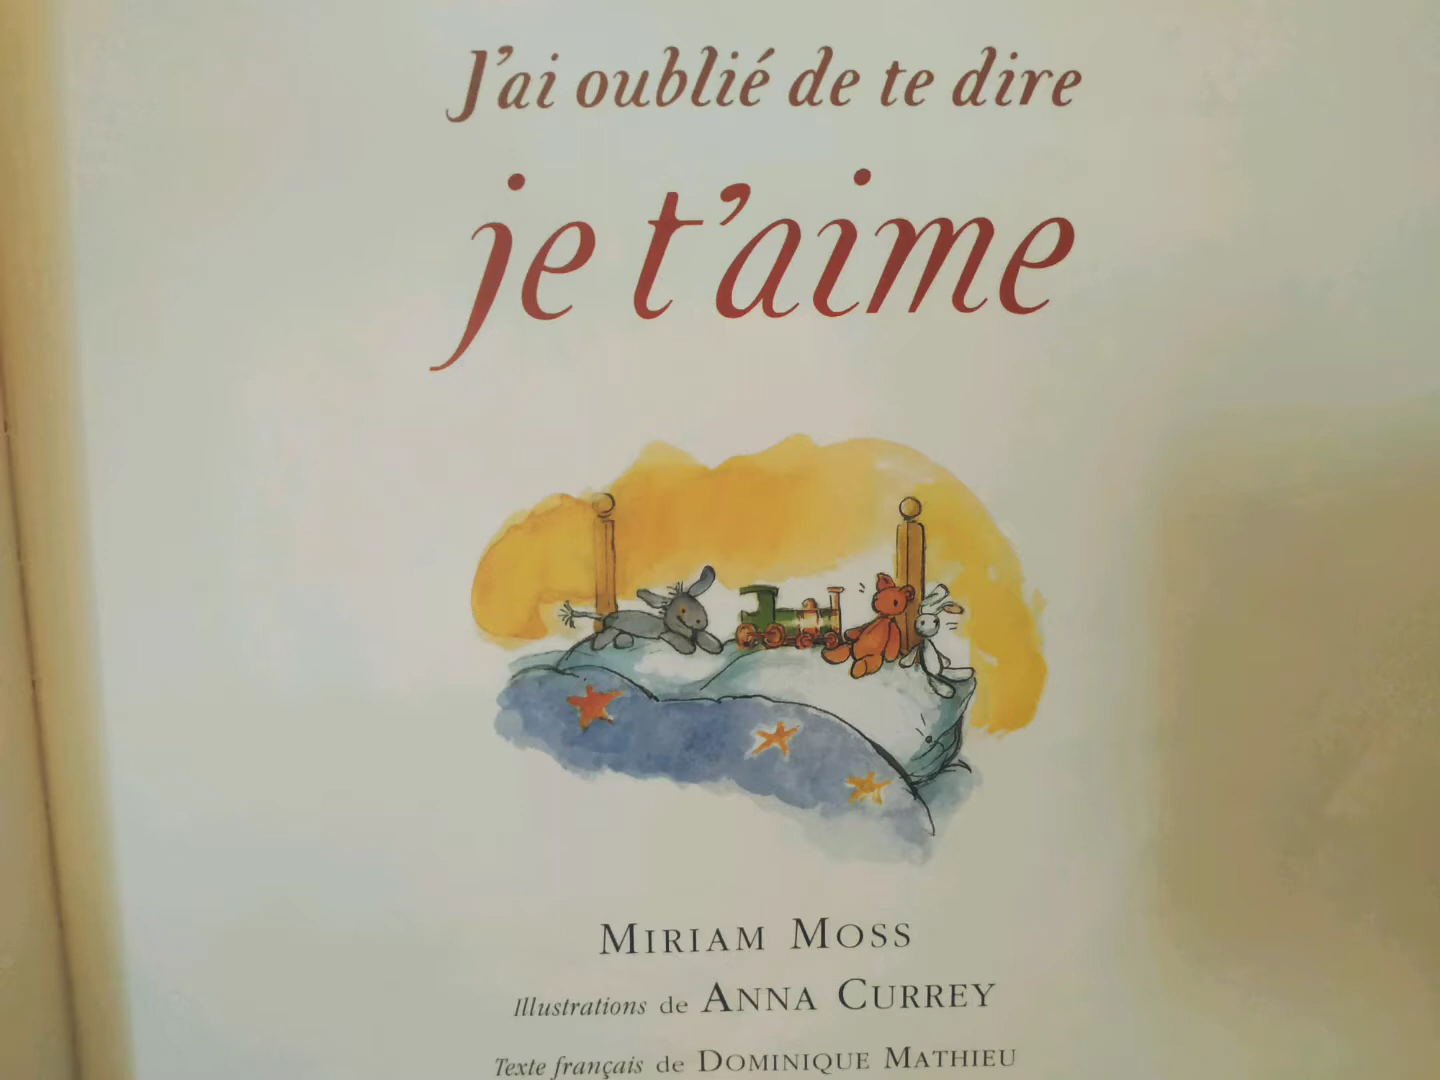 J'ai oublié de te dire
je t'aime
MIRIAM MOSS
Illustrations de ANNA CURREY
Texte français de DOMINIQUE MATHIEU